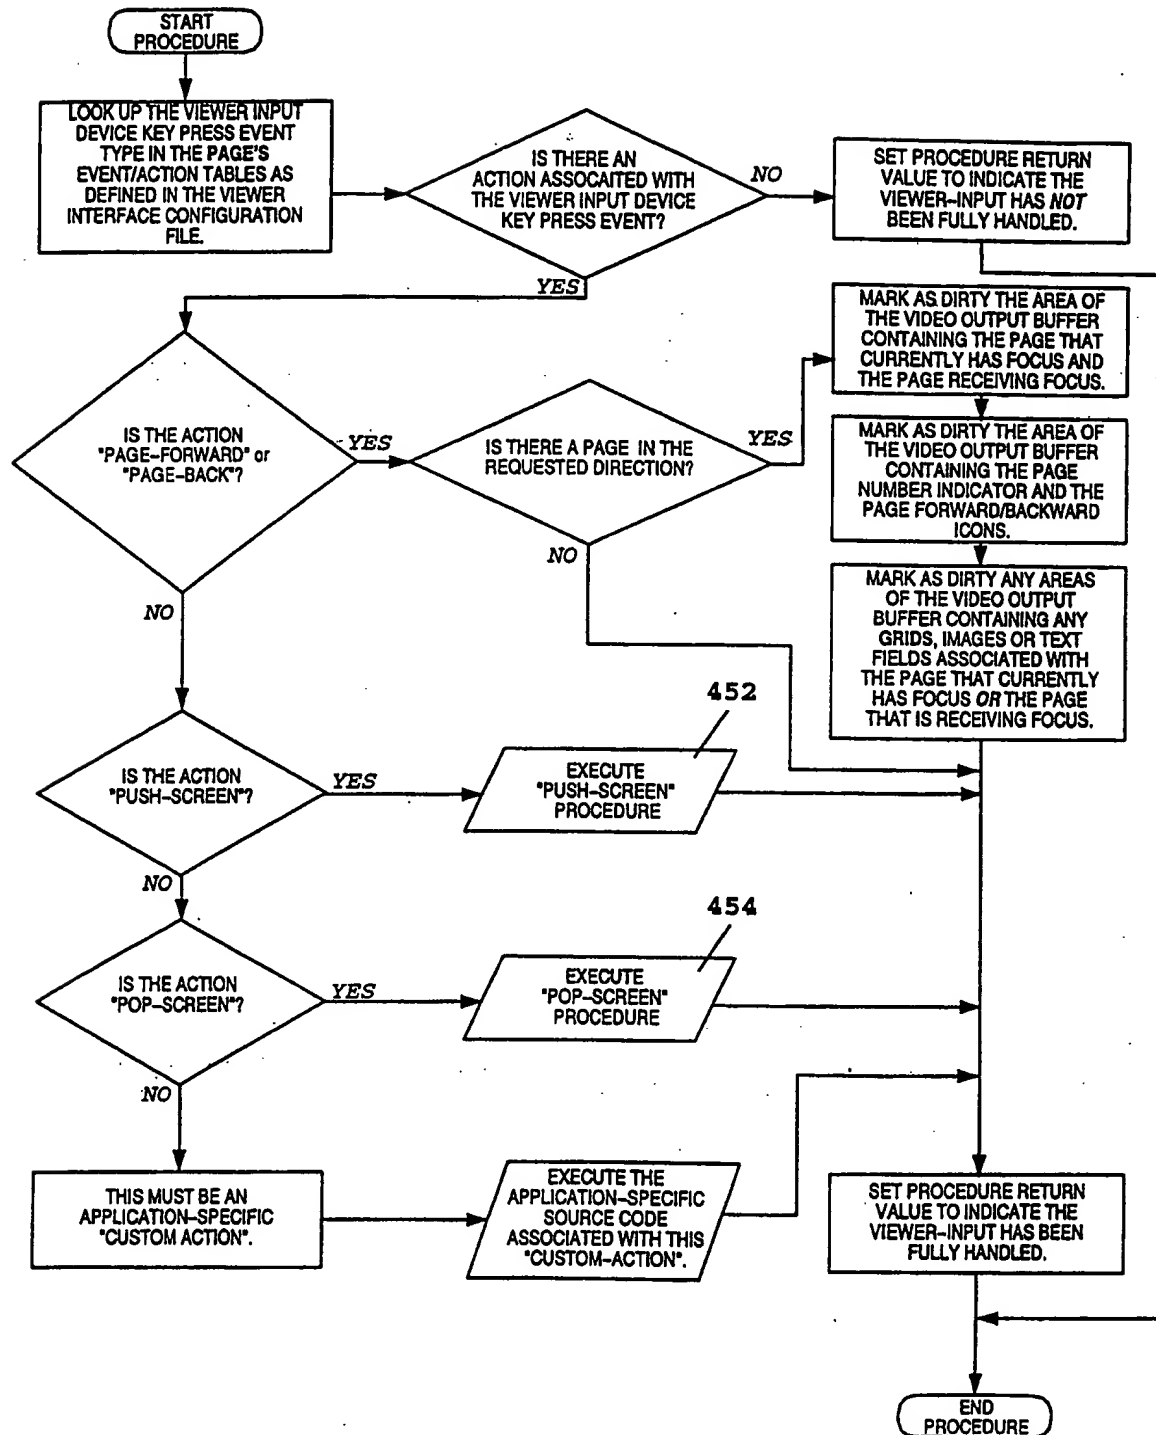 START
PROCEDURE
LOOK UP THE VIEWER INPUT
DEVICE KEY PRESS EVENT
TYPE IN THE PAGE'S
EVENT/ACTION TABLES AS
DEFINED IN THE VIEWER
INTERFACE CONFIGURATION
FILE.
IS THERE AN
ACTION ASSOCAITED WITH
THE VIEWER INPUT DEVICE
KEY PRESS EVENT?
NO
SET PROCEDURE RETURN
VALUE TO INDICATE THE
VIEWER-INPUT HAS NOT
BEEN FULLY HANDLED.
YES
IS THE ACTION
"PAGE-FORWARD" or
"PAGE-BACK"?
YES
IS THERE A PAGE IN THE
REQUESTED DIRECTION?
YES
MARK AS DIRTY THE AREA OF
THE VIDEO OUTPUT BUFFER
CONTAINING THE PAGE THAT
CURRENTLY HAS FOCUS AND
THE PAGE RECEIVING FOCUS.
MARK AS DIRTY THE AREA OF
THE VIDEO OUTPUT BUFFER
CONTAINING THE PAGE
NUMBER INDICATOR AND THE
PAGE FORWARD/BACKWARD
ICONS.
NO
MARK AS DIRTY ANY AREAS
OF THE VIDEO OUTPUT
BUFFER CONTAINING ANY
GRIDS, IMAGES OR TEXT
FIELDS ASSOCIATED WITH
THE PAGE THAT CURRENTLY
HAS FOCUS OR THE PAGE
THAT IS RECEIVING FOCUS.
NO
IS THE ACTION
"PUSH-SCREEN"?
YES
452
EXECUTE
"PUSH-SCREEN"
PROCEDURE
NO
IS THE ACTION
"POP-SCREEN"?
YES
454
EXECUTE
"POP-SCREEN"
PROCEDURE
NO
THIS MUST BE AN
APPLICATION-SPECIFIC
"CUSTOM ACTION".
EXECUTE THE
APPLICATION-SPECIFIC
SOURCE CODE
ASSOCIATED WITH THIS
"CUSTOM-ACTION".
SET PROCEDURE RETURN
VALUE TO INDICATE THE
VIEWER-INPUT HAS BEEN
FULLY HANDLED.
END
PROCEDURE